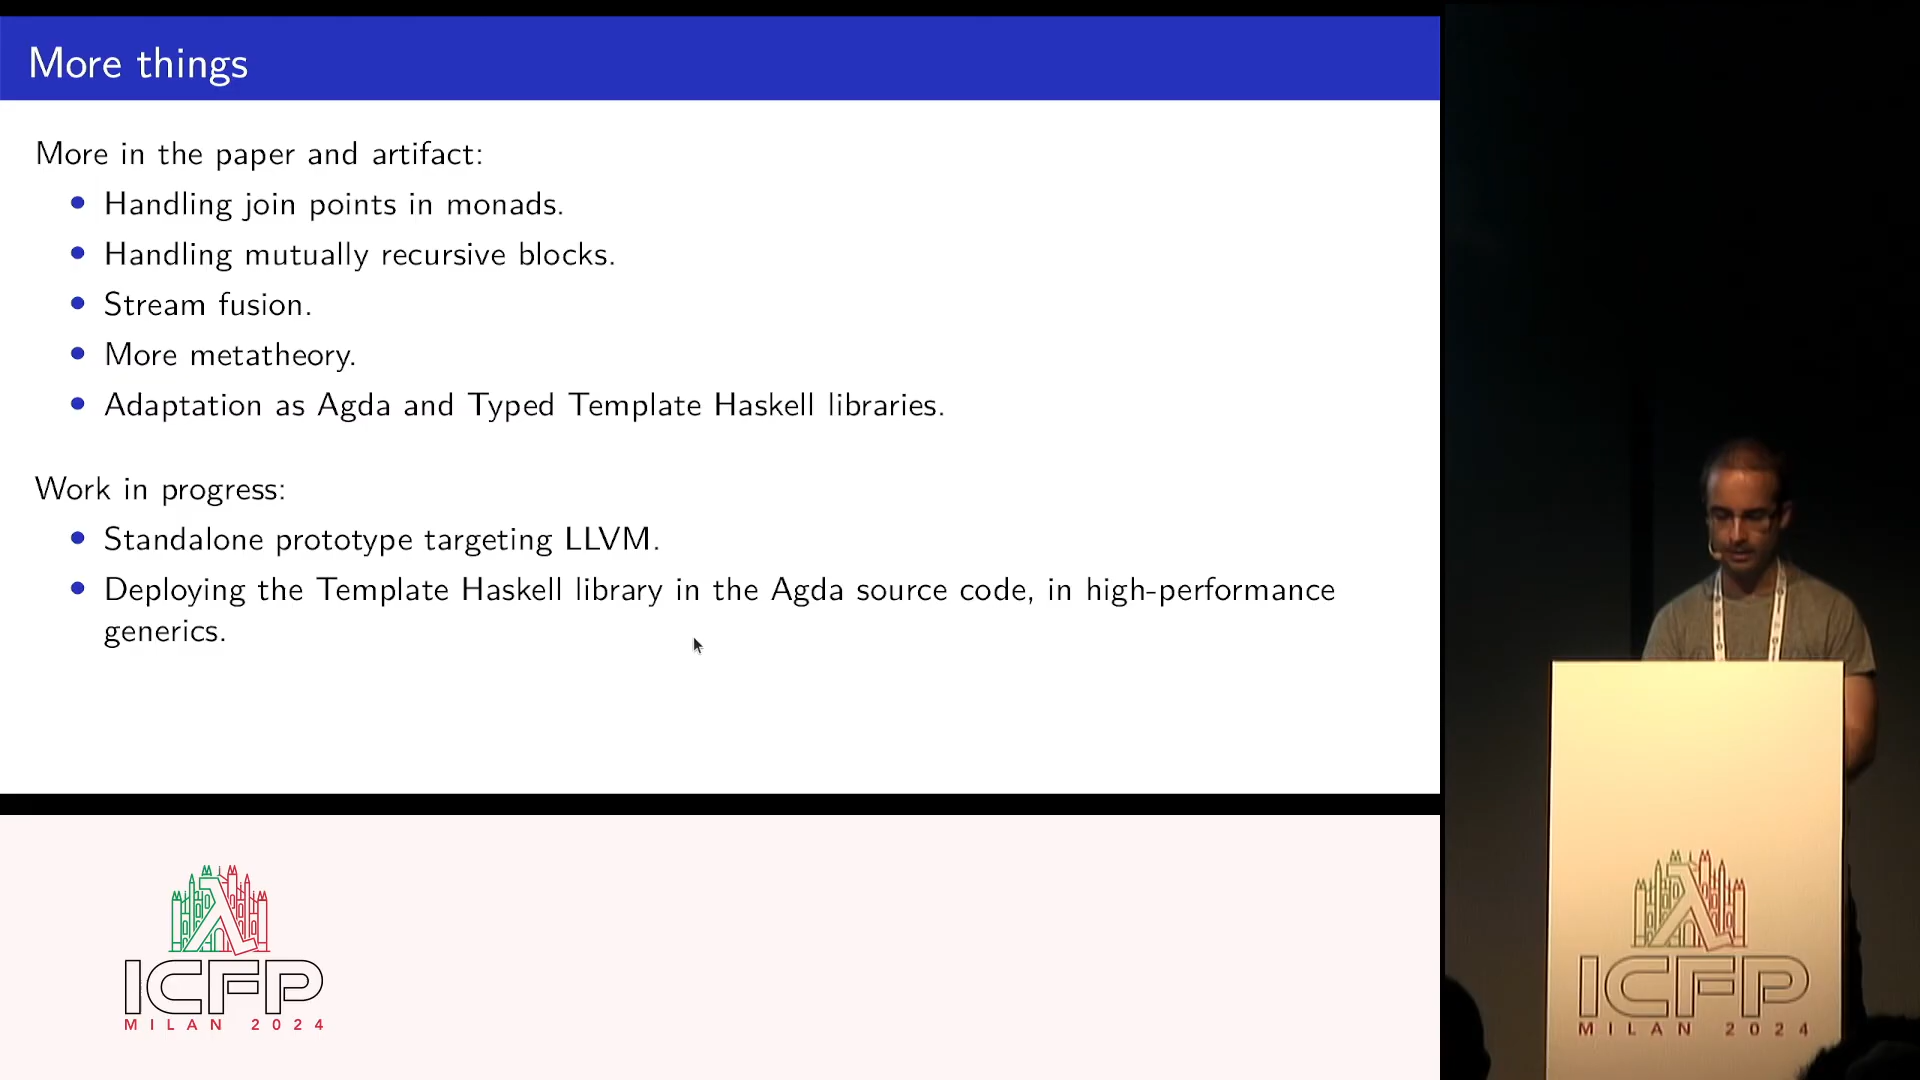 More things
More in the paper and artifact:
Handling join points in monads.
Handling mutually recursive blocks.
Stream fusion.
More metatheory.
Adaptation as Agda and Typed Template Haskell libraries.
Work in progress:
Standalone prototype targeting LLVM.
Deploying the Template Haskell library in the Agda source code, in high-performance
generics.
ICFP
MILAN 2024
ICFP
MILAN 2024